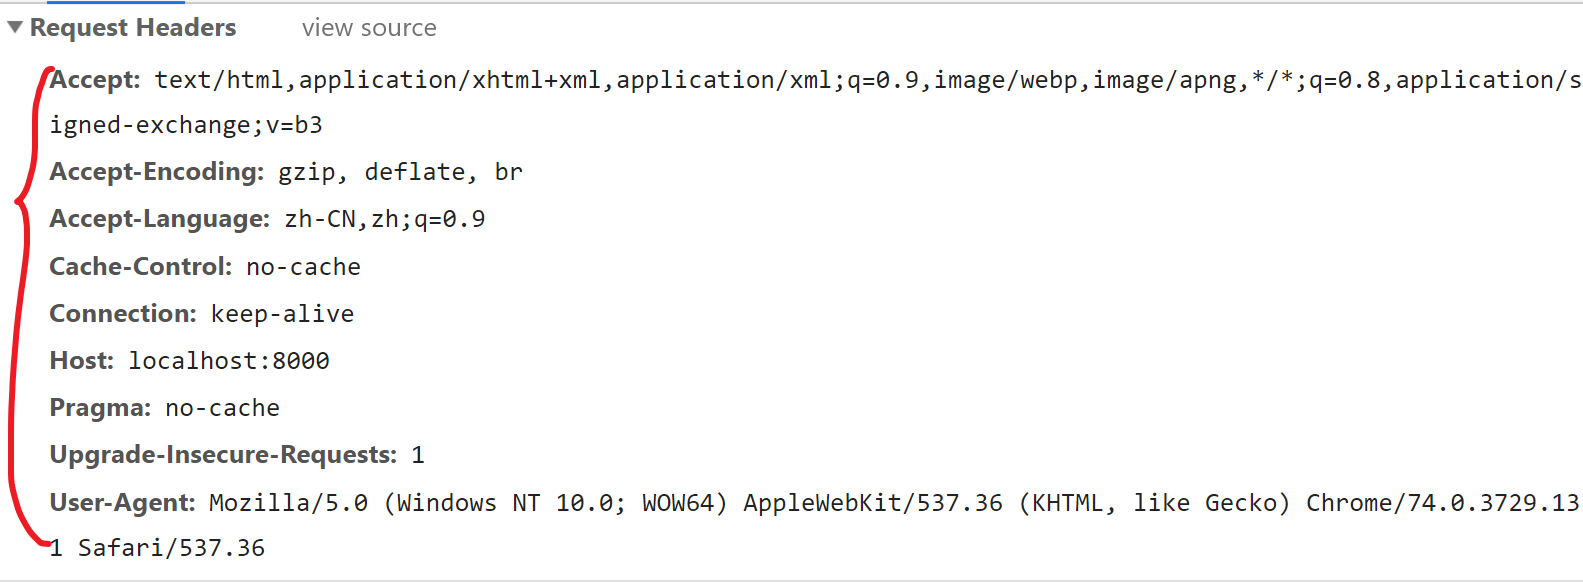 Request Headers view source
Accept: text/html,application/xhtml+xml,application/xml;q=0.9,image/webp,image/apng,*/*;q=0.8,application/s
igned-exchange;v=b3
Accept-Encoding: gzip, deflate, br
Accept-Language: zh-CN,zh;q=0.9
Cache-Control: no-cache
Connection: keep-alive
Host: localhost:8000
Pragma: no-cache
Upgrade-Insecure-Requests: 1
User-Agent: Mozilla/5.0 (Windows NT 10.0; WOW64) AppleWebKit/537.36 (KHTML, like Gecko) Chrome/74.0.3729.13
1 Safari/537.36